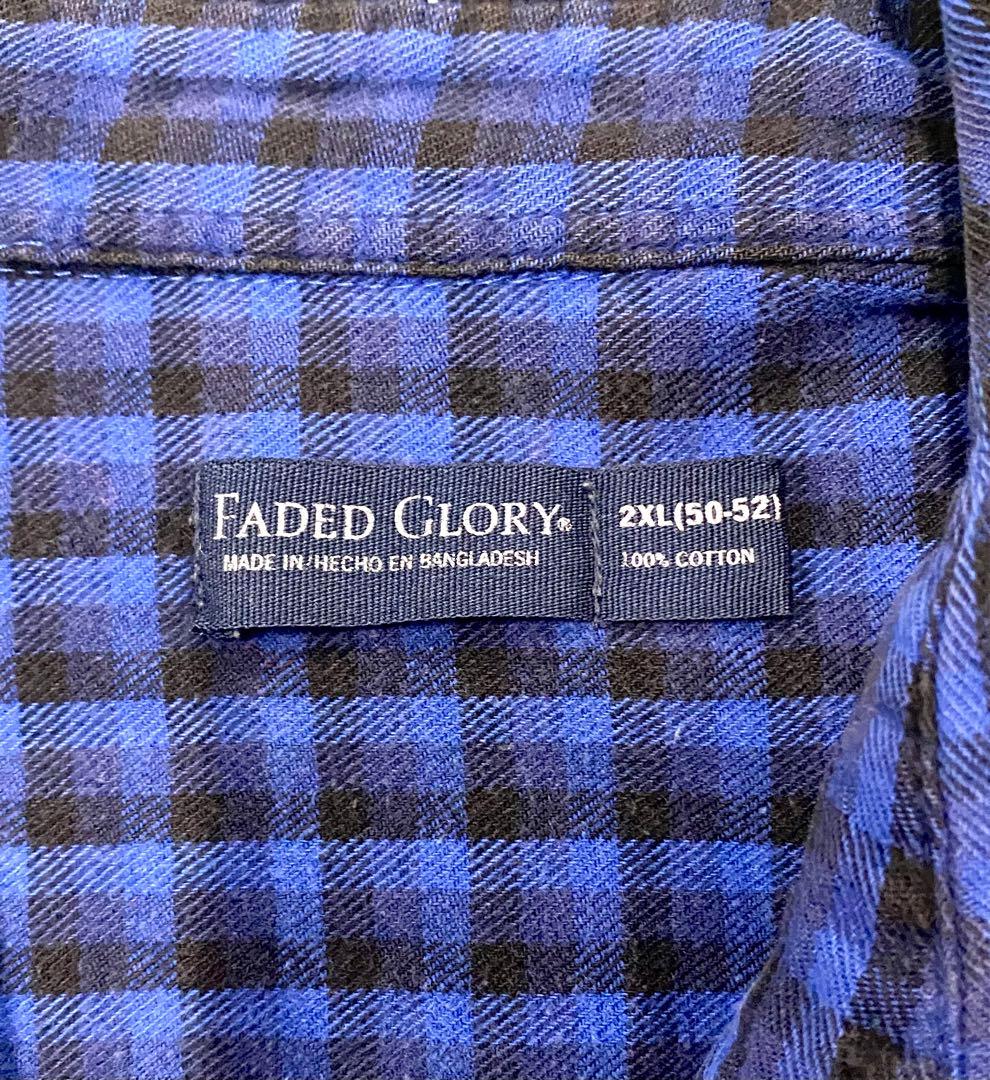 FADED GLORY®
MADE IN/HECHO EN BANGLADESH
2XL(50-52)
100% COTTON